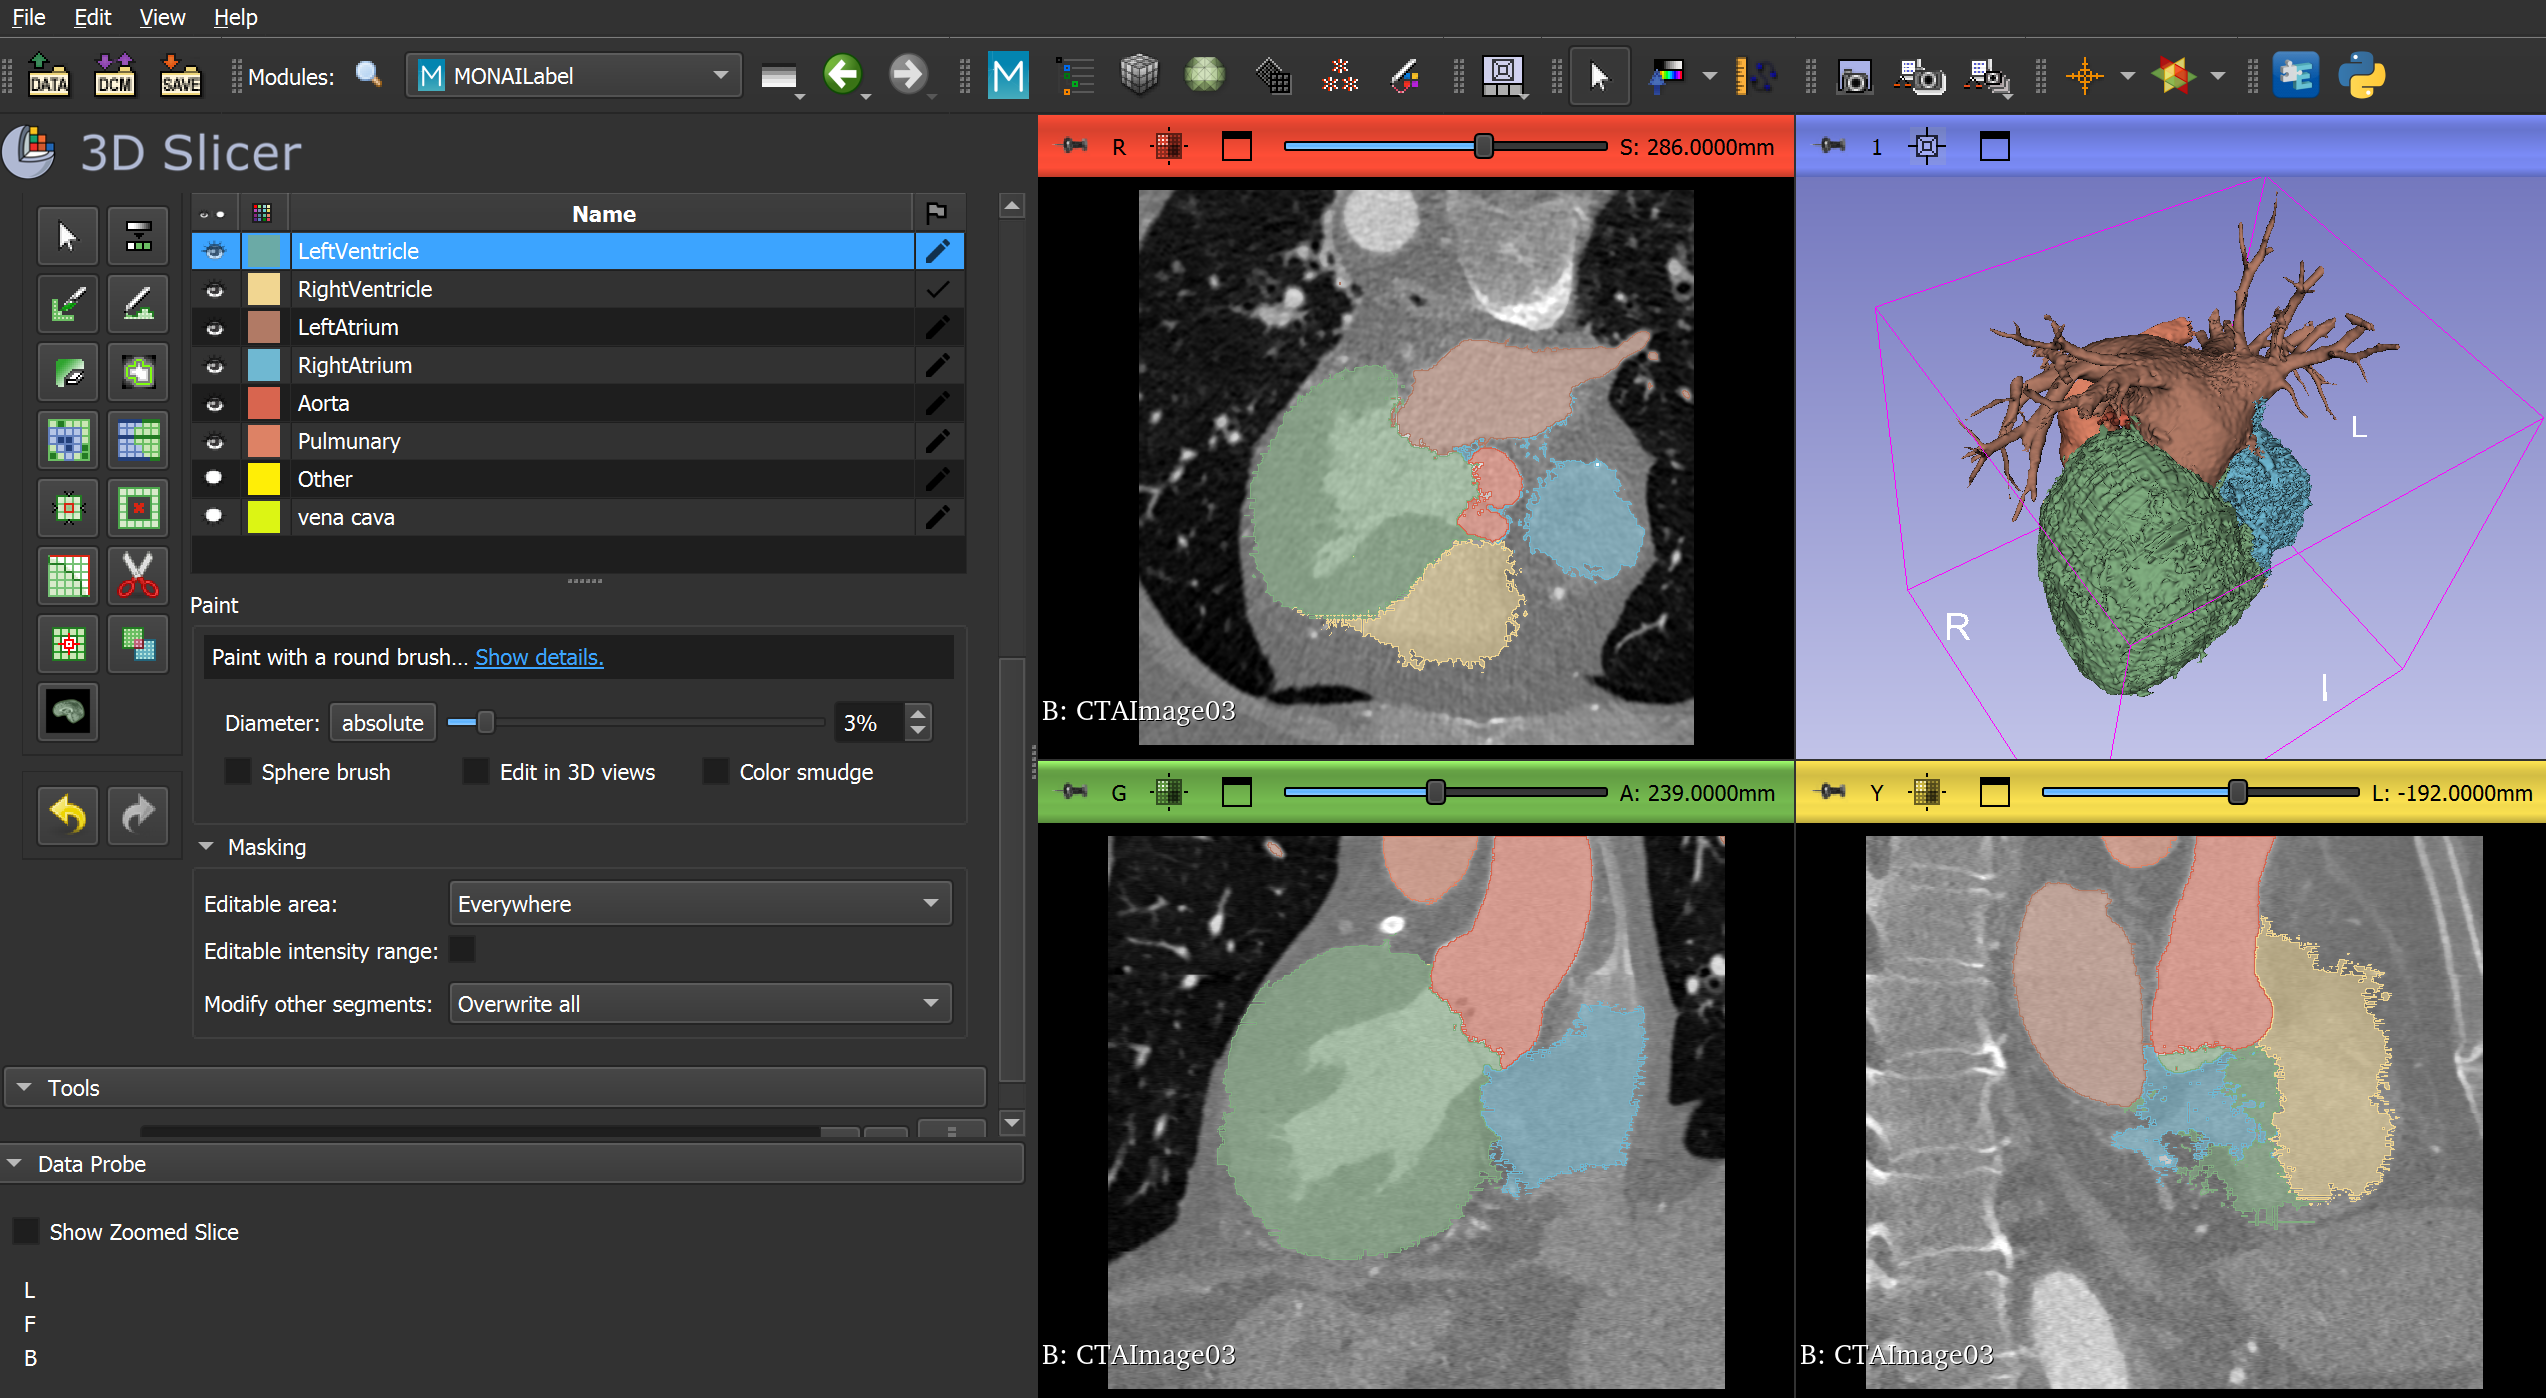 File Edit View Help
DATA DCM SAVE Modules: M MONAILabel M
3D Slicer
R S: 286.0000mm
1
Name
LeftVentricle
RightVentricle
LeftAtrium
RightAtrium
Aorta
Pulmunary
Other
vena cava
Paint
Paint with a round brush... Show details.
Diameter: absolute 3%
Sphere brush Edit in 3D views Color smudge
Masking
Editable area: Everywhere
Editable intensity range:
Modify other segments: Overwrite all
Tools
Data Probe
Show Zoomed Slice
L
F
B
B: CTAImage03
L
R
I
G A: 239.0000mm
Y L: -192.0000mm
B: CTAImage03
B: CTAImage03